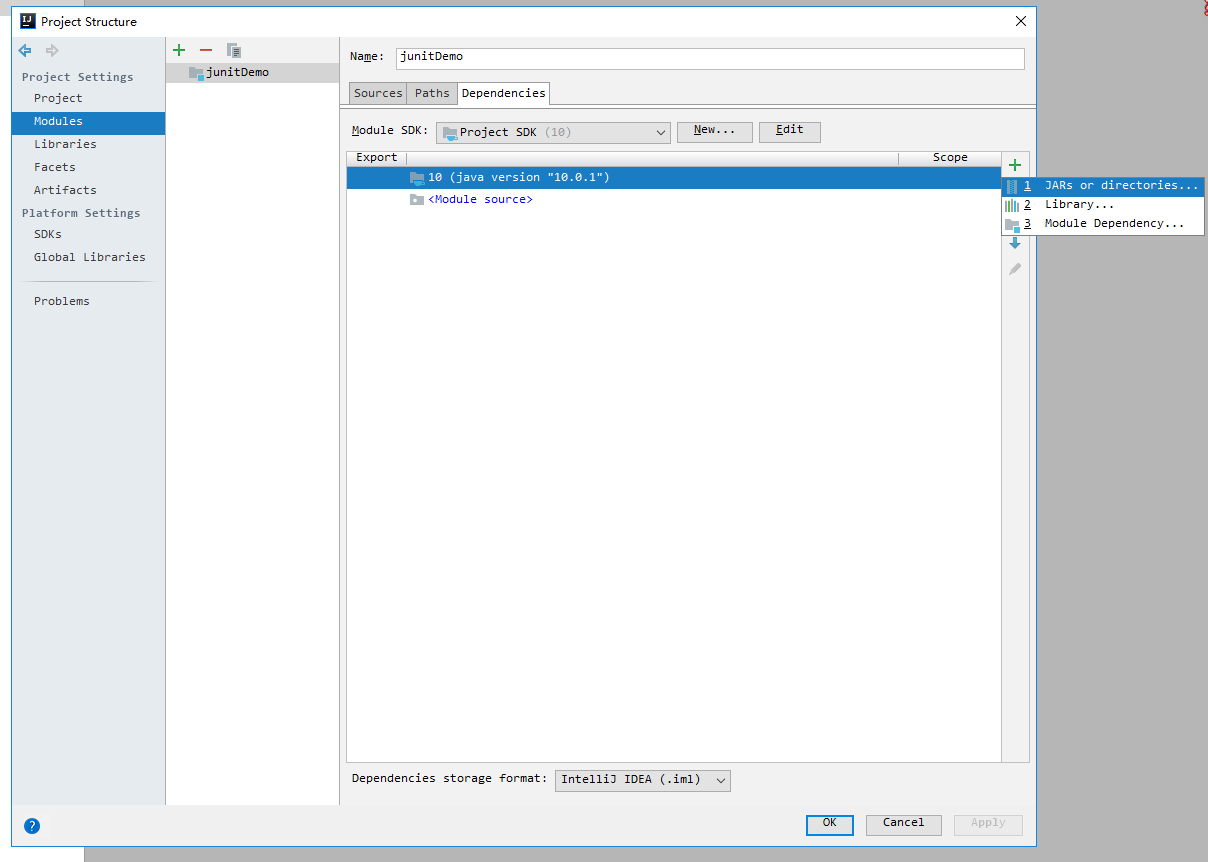 Project Structure
Project Settings
Project
Modules
Libraries
Facets
Artifacts
Platform Settings
SDKs
Global Libraries
Problems
junitDemo
Name: junitDemo
Sources Paths Dependencies
Module SDK: Project SDK (10) New... Edit
Export Scope
10 (java version "10.0.1")
<Module source>
1 JARs or directories...
2 Library...
3 Module Dependency...
Dependencies storage format: IntelliJ IDEA (.iml)
? OK Cancel Apply